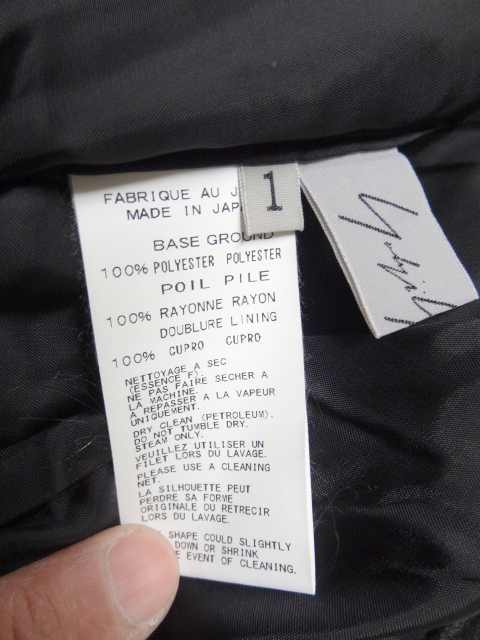 FABRIQUE AU
MADE IN
1
BASE GROUND
100% POLYESTER POLYESTER
POIL PILE
100% RAYONNE RAYON
DOUBLURE LINING
100% CUPRO CUPRO
NETTOYAGE A SEC
(ESSENCE F).
NE PAS FAIRE SECHER A
LA MACHINE.
A REPASSER A LA VAPEUR
UNIQUEMENT.
DRY CLEAN (PETROLEUM).
DO NOT TUMBLE DRY.
STEAM ONLY.
VEUILLEZ UTILISER UN
FILET LORS DU LAVAGE.
PLEASE USE A CLEANING
NET.
LA SILHOUETTE PEUT
PERDRE SA FORME
ORIGINALE OU RETRECIR
LORS DU LAVAGE.
SHAPE COULD SLIGHTLY
DOWN OR SHRINK
EVENT OF CLEANING.